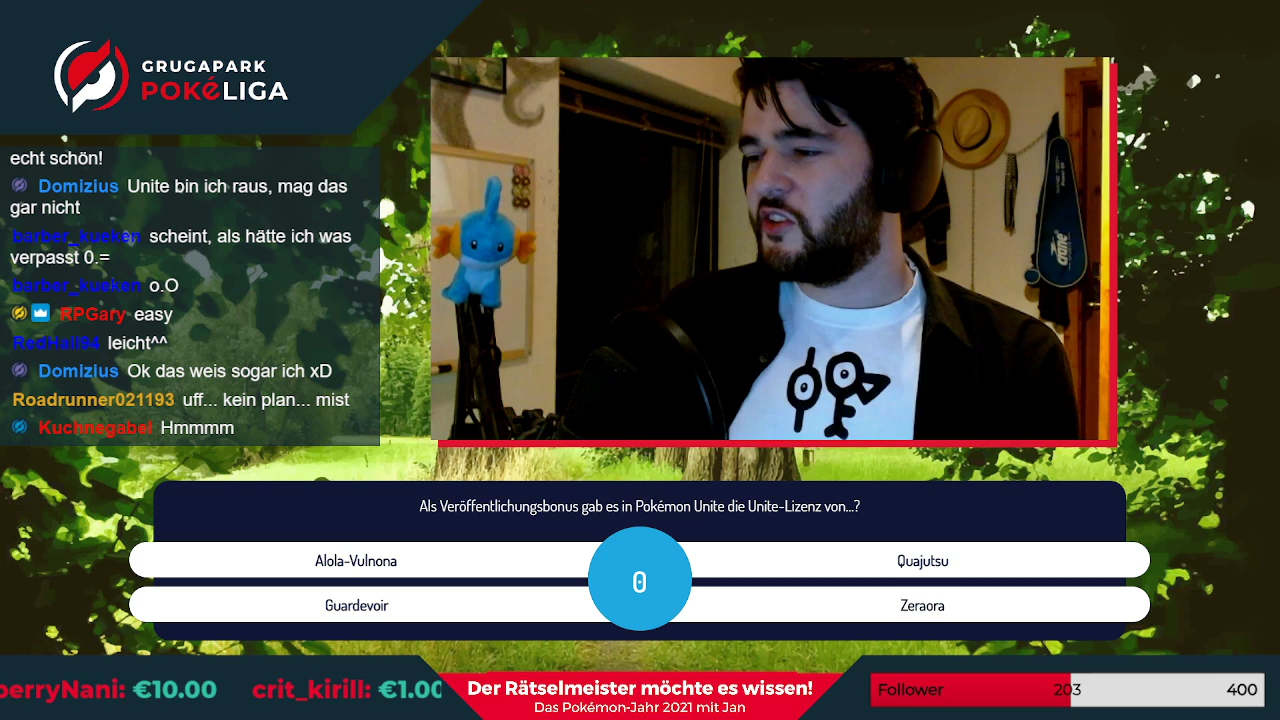 GRUGAPARK
POKéLIGA
echt schön!
Domizius Unite bin ich raus, mag das
gar nicht
barber_kueken scheint, als hätte ich was
verpasst 0.=
barber_kueken o.O
RPGary easy
RedHall94 leicht^^
Domizius Ok das weis sogar ich xD
Roadrunner021193 uff... kein plan... mist
Kuchnegabel Hmmmm
Als Veröffentlichungsbonus gab es in Pokémon Unite die Unite-Lizenz von...?
Alola-Vulnona
Quajutsu
0
Guardevoir
Zeraora
perryNani: €10.00 crit_kirill: €1.00
Der Rätselmeister möchte es wissen!
Das Pokémon-Jahr 2021 mit Jan
Follower 203 400